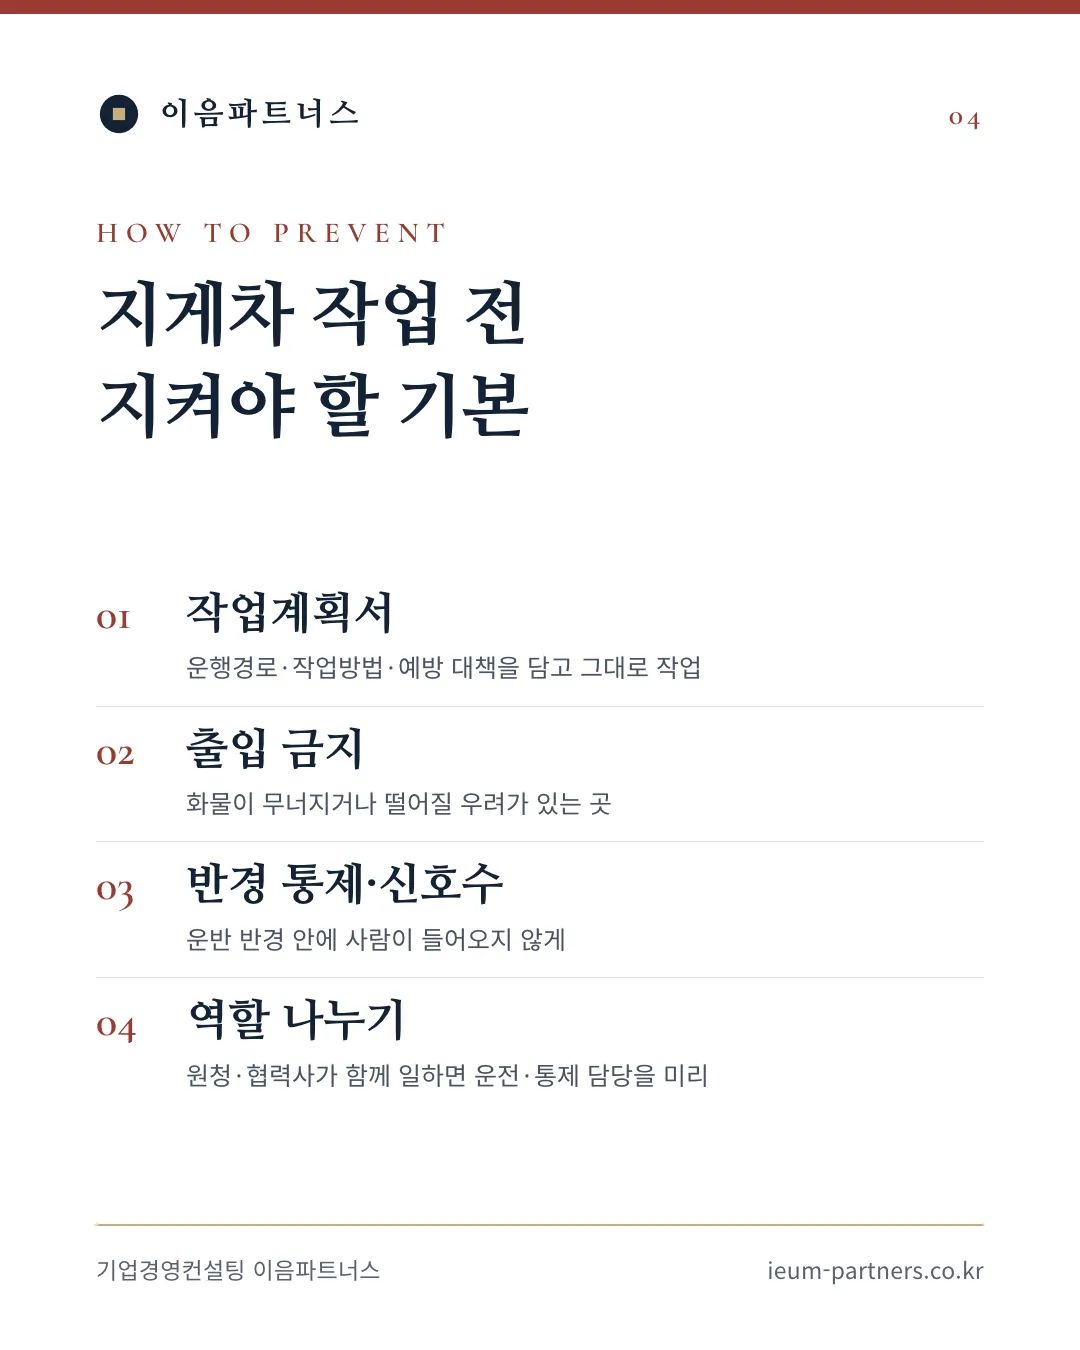 이음파트너스
04
HOW TO PREVENT
지게차 작업 전
지켜야 할 기본
01 작업계획서
운행경로·작업방법·예방 대책을 담고 그대로 작업
02 출입 금지
화물이 무너지거나 떨어질 우려가 있는 곳
03 반경 통제·신호수
운반 반경 안에 사람이 들어오지 않게
04 역할 나누기
원청·협력사가 함께 일하면 운전·통제 담당을 미리
기업경영컨설팅 이음파트너스
ieum-partners.co.kr